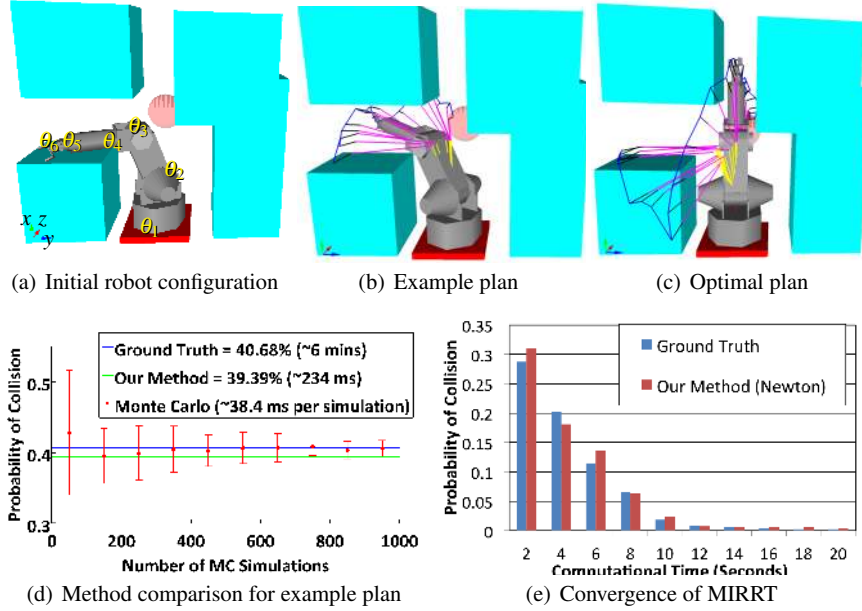 θ₆ θ₅ θ₄ θ₃
θ₂
θ₁
x z
y
(a) Initial robot configuration
(b) Example plan
(c) Optimal plan
Probability of Collision
0.5
0.4
0.3
Ground Truth = 40.68% (~6 mins)
Our Method = 39.39% (~234 ms)
Monte Carlo (~38.4 ms per simulation)
0 200 400 600 800 1000
Number of MC Simulations
(d) Method comparison for example plan
Probability of Collision
0.35
0.3
0.25
0.2
0.15
0.1
0.05
0
Ground Truth
Our Method (Newton)
2 4 6 8 10 12 14 16 18 20
Computational Time (Seconds)
(e) Convergence of MIRRT